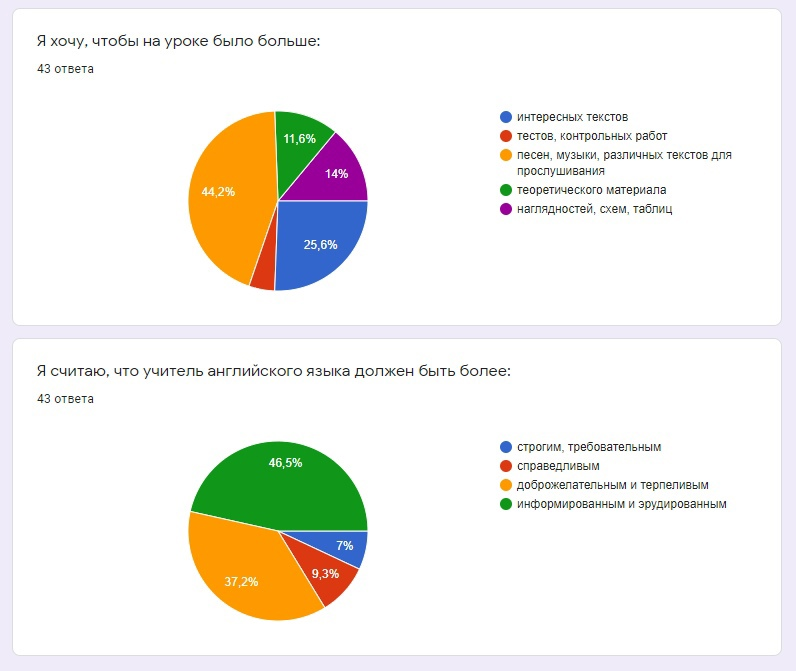 Я хочу, чтобы на уроке было больше:
43 ответа
11,6%
14%
44,2%
25,6%
интересных текстов
тестов, контрольных работ
песен, музыки, различных текстов для
прослушивания
теоретического материала
наглядностей, схем, таблиц
Я считаю, что учитель английского языка должен быть более:
43 ответа
46,5%
7%
9,3%
37,2%
строгим, требовательным
справедливым
доброжелательным и терпеливым
информированным и эрудированным